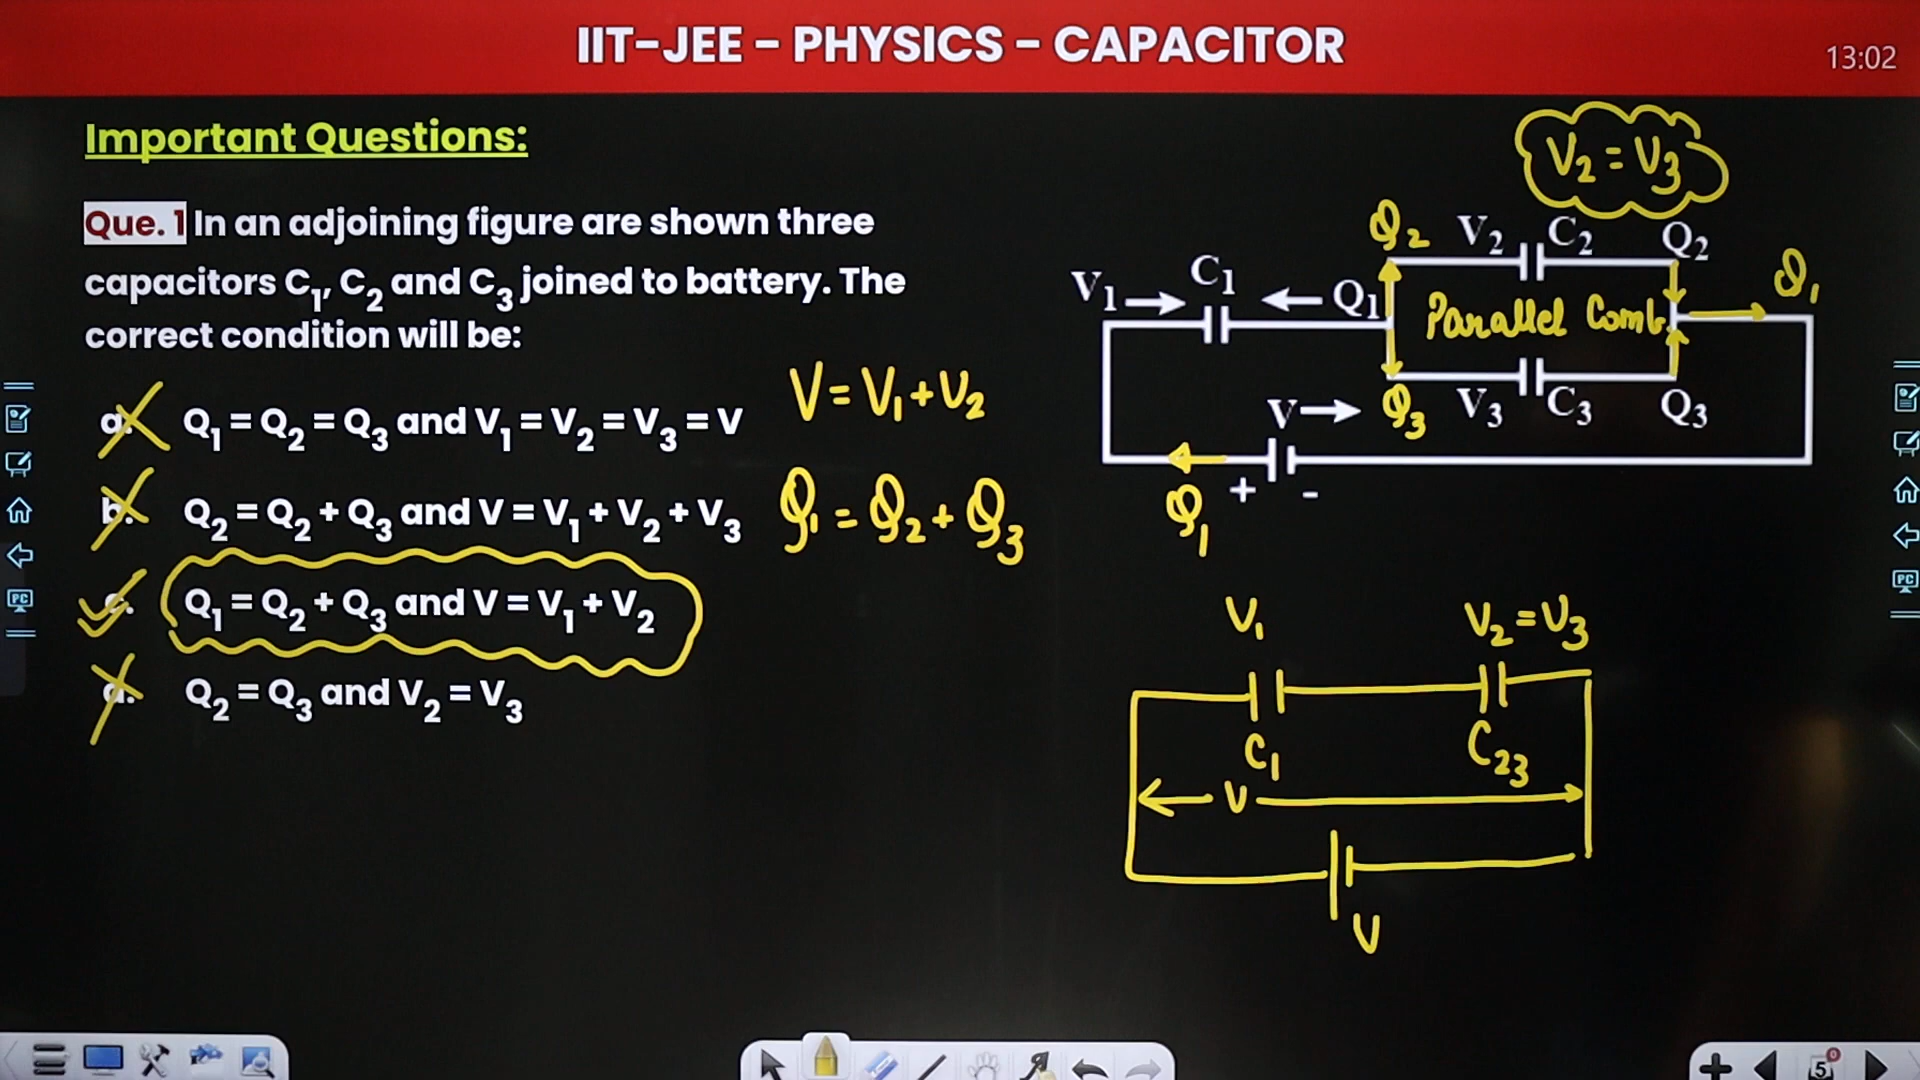 IIT-JEE - PHYSICS - CAPACITOR
13:02
Important Questions:
Que. 1 In an adjoining figure are shown three
capacitors C₁, C₂ and C₃ joined to battery. The
correct condition will be:
a. Q₁ = Q₂ = Q₃ and V₁ = V₂ = V₃ = V
b. Q₂ = Q₂ + Q₃ and V = V₁ + V₂ + V₃
c. Q₁ = Q₂ + Q₃ and V = V₁ + V₂
d. Q₂ = Q₃ and V₂ = V₃
V = V₁ + V₂
Q₁ = Q₂ + Q₃
V₂ = V₃
Q₂ V₂ C₂ Q₂
V₁ → C₁ ← Q₁
Parallel Comb.
Q₁
V → Q₃ V₃ C₃ Q₃
Q₁ + -
V₁ V₂ = V₃
C₁ C₂₃
V
V
PC
PC
5
0